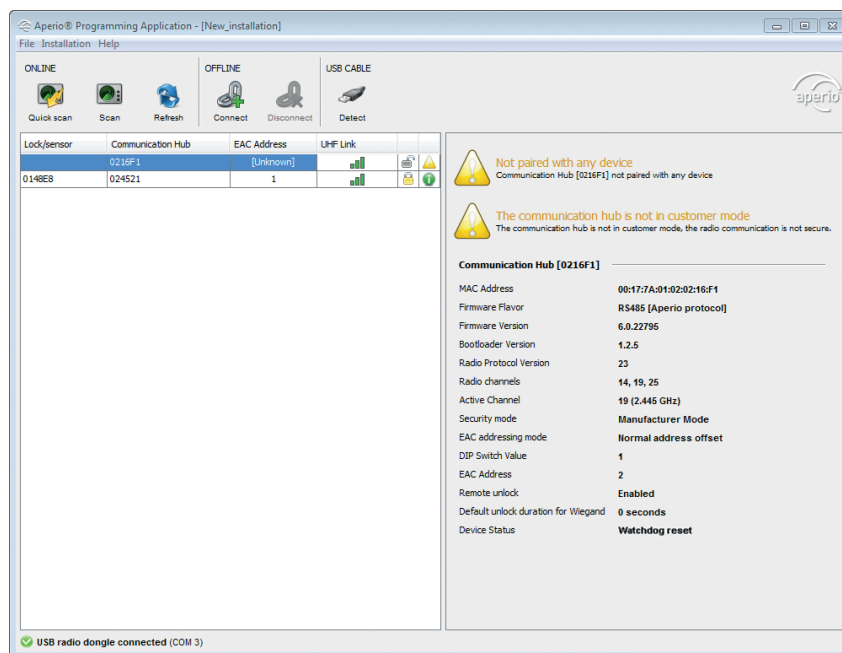 Aperio® Programming Application - [New_installation]
File Installation Help
ONLINE OFFLINE USB CABLE
Quick scan Scan Refresh Connect Disconnect Detect
aperio
Lock/sensor Communication Hub EAC Address UHF Link
0216F1 [Unknown]
0148E8 024521 1
Not paired with any device
Communication Hub [0216F1] not paired with any device
The communication hub is not in customer mode
The communication hub is not in customer mode, the radio communication is not secure.
Communication Hub [0216F1]
MAC Address 00:17:7A:01:02:02:16:F1
Firmware Flavor RS485 [Aperio protocol]
Firmware Version 6.0.22795
Bootloader Version 1.2.5
Radio Protocol Version 23
Radio channels 14, 19, 25
Active Channel 19 (2.445 GHz)
Security mode Manufacturer Mode
EAC addressing mode Normal address offset
DIP Switch Value 1
EAC Address 2
Remote unlock Enabled
Default unlock duration for Wiegand 0 seconds
Device Status Watchdog reset
USB radio dongle connected (COM 3)